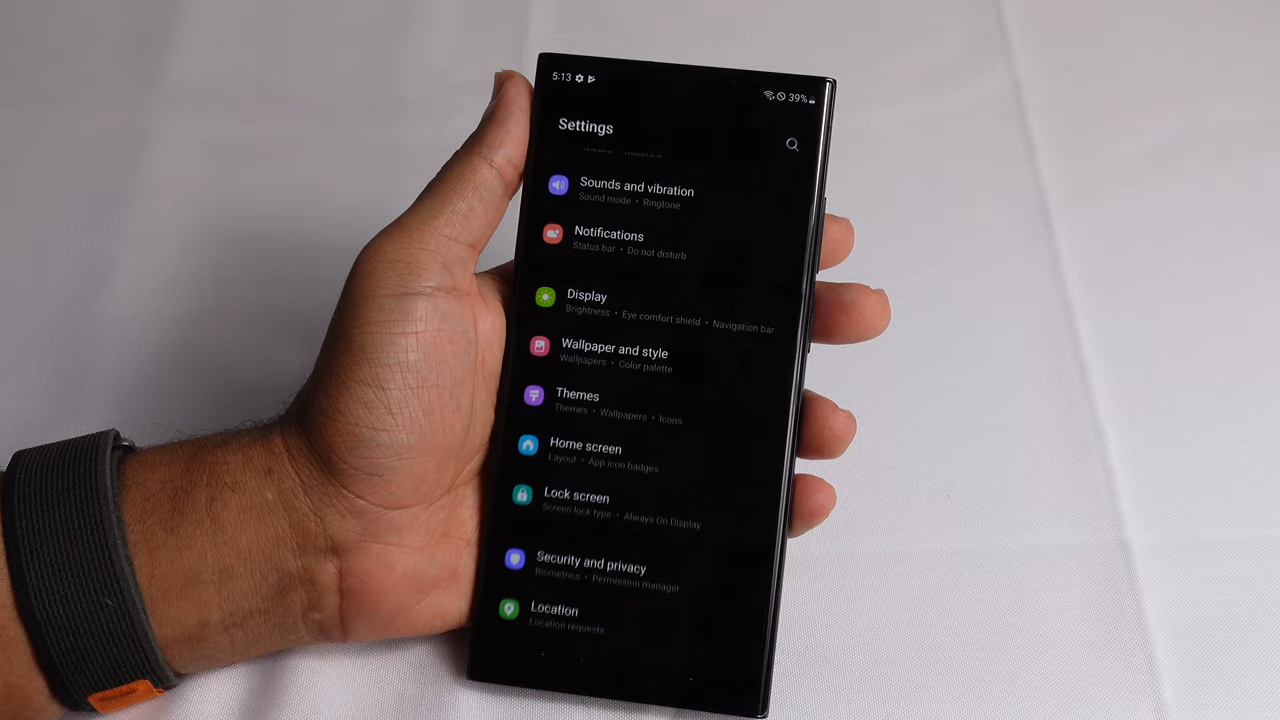 5:13
39%
Settings
Sounds and vibration
Sound mode • Ringtone
Notifications
Status bar • Do not disturb
Display
Brightness • Eye comfort shield • Navigation bar
Wallpaper and style
Wallpapers • Color palette
Themes
Themes • Wallpapers • Icons
Home screen
Layout • App icon badges
Lock screen
Screen lock type • Always On Display
Security and privacy
Biometrics • Permission manager
Location
Location requests